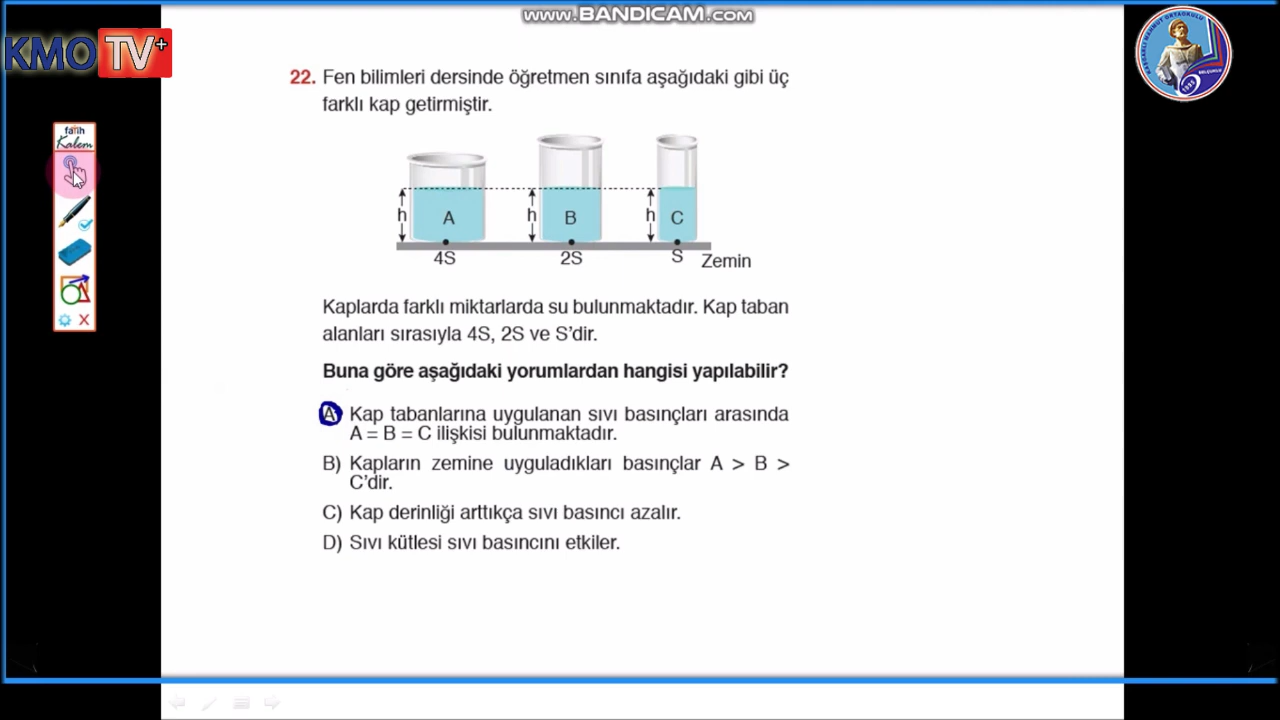 www.BANDICAM.com
KMO TV+
fatih
Kalem
22. Fen bilimleri dersinde öğretmen sınıfa aşağıdaki gibi üç
farklı kap getirmiştir.
h A h B h C
4S 2S S Zemin
Kaplarda farklı miktarlarda su bulunmaktadır. Kap taban
alanları sırasıyla 4S, 2S ve S'dir.
Buna göre aşağıdaki yorumlardan hangisi yapılabilir?
A) Kap tabanlarına uygulanan sıvı basınçları arasında
A = B = C ilişkisi bulunmaktadır.
B) Kapların zemine uyguladıkları basınçlar A > B >
C'dir.
C) Kap derinliği arttıkça sıvı basıncı azalır.
D) Sıvı kütlesi sıvı basıncını etkiler.